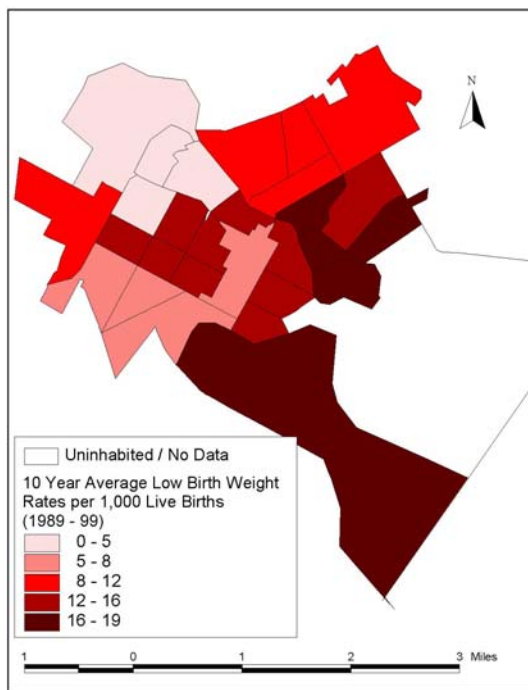 N
Uninhabited / No Data
10 Year Average Low Birth Weight
Rates per 1,000 Live Births
(1989 - 99)
0 - 5
5 - 8
8 - 12
12 - 16
16 - 19
1 0 1 2 3 Miles